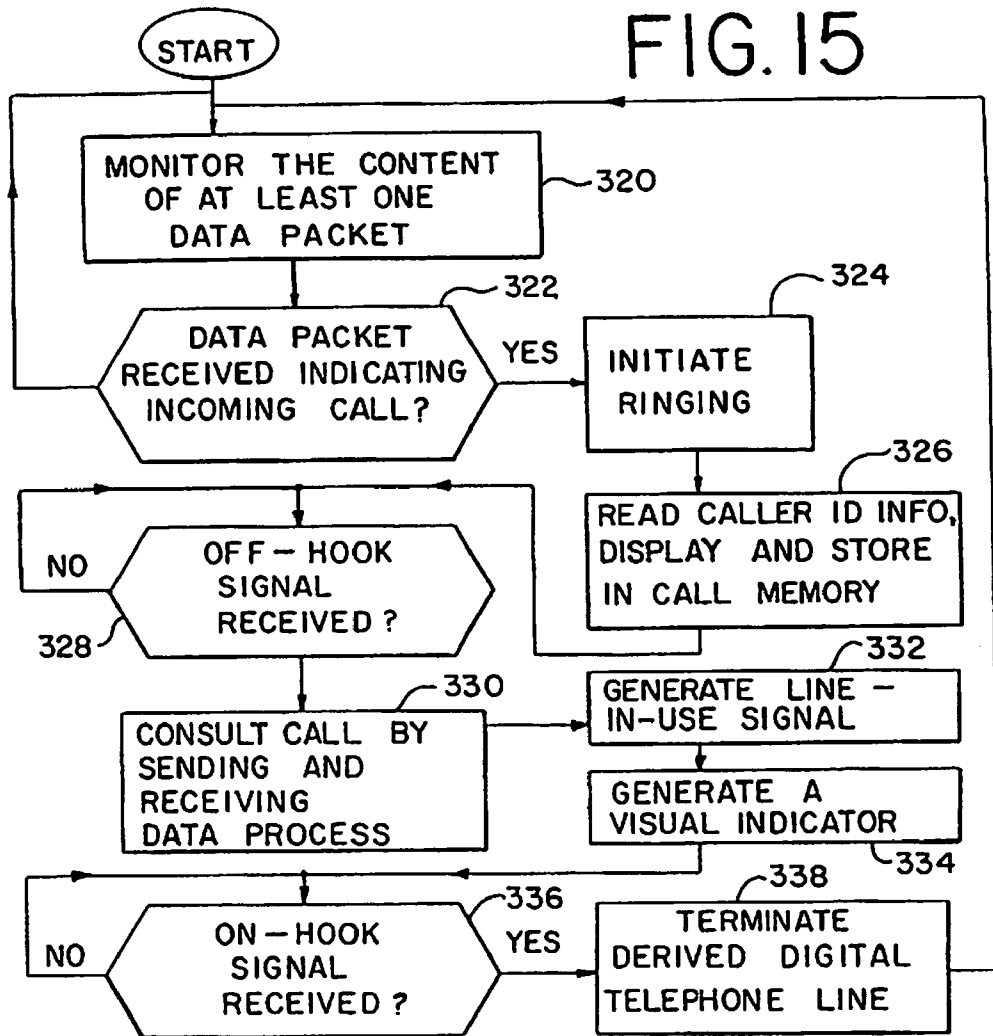 FIG. 15
START
MONITOR THE CONTENT
OF AT LEAST ONE
DATA PACKET
320
322
DATA PACKET
RECEIVED INDICATING
INCOMING CALL?
YES
324
INITIATE
RINGING
326
READ CALLER ID INFO,
DISPLAY AND STORE
IN CALL MEMORY
NO
OFF-HOOK
SIGNAL
RECEIVED?
328
330
CONSULT CALL BY
SENDING AND
RECEIVING
DATA PROCESS
332
GENERATE LINE-
IN-USE SIGNAL
GENERATE A
VISUAL INDICATOR
334
336
NO
ON-HOOK
SIGNAL
RECEIVED?
YES
338
TERMINATE
DERIVED DIGITAL
TELEPHONE LINE